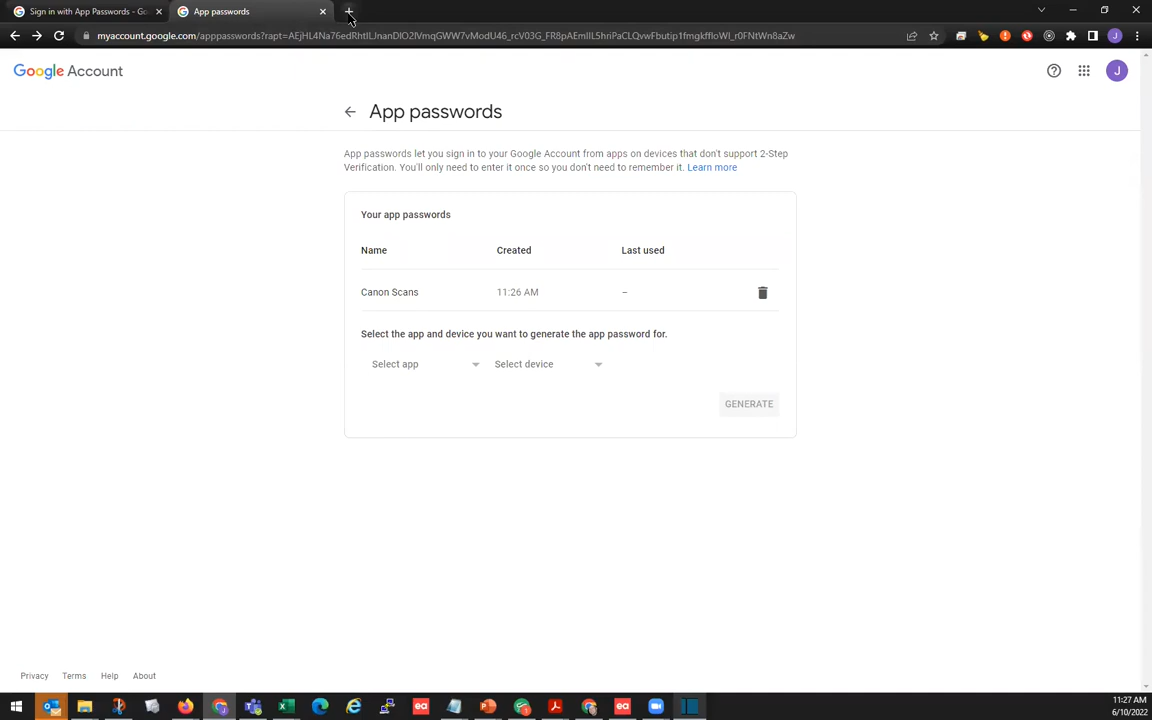 Sign in with App Passwords - Go
App passwords
myaccount.google.com/apppasswords?rapt=
Google Account
J
App passwords
App passwords let you sign in to your Google Account from apps on devices that don't support 2-Step
Verification. You'll only need to enter it once so you don't need to remember it. Learn more
Your app passwords
Name Created Last used
Canon Scans 11:26 AM –
Select the app and device you want to generate the app password for.
Select app Select device
GENERATE
Privacy Terms Help About
11:27 AM
6/10/2022